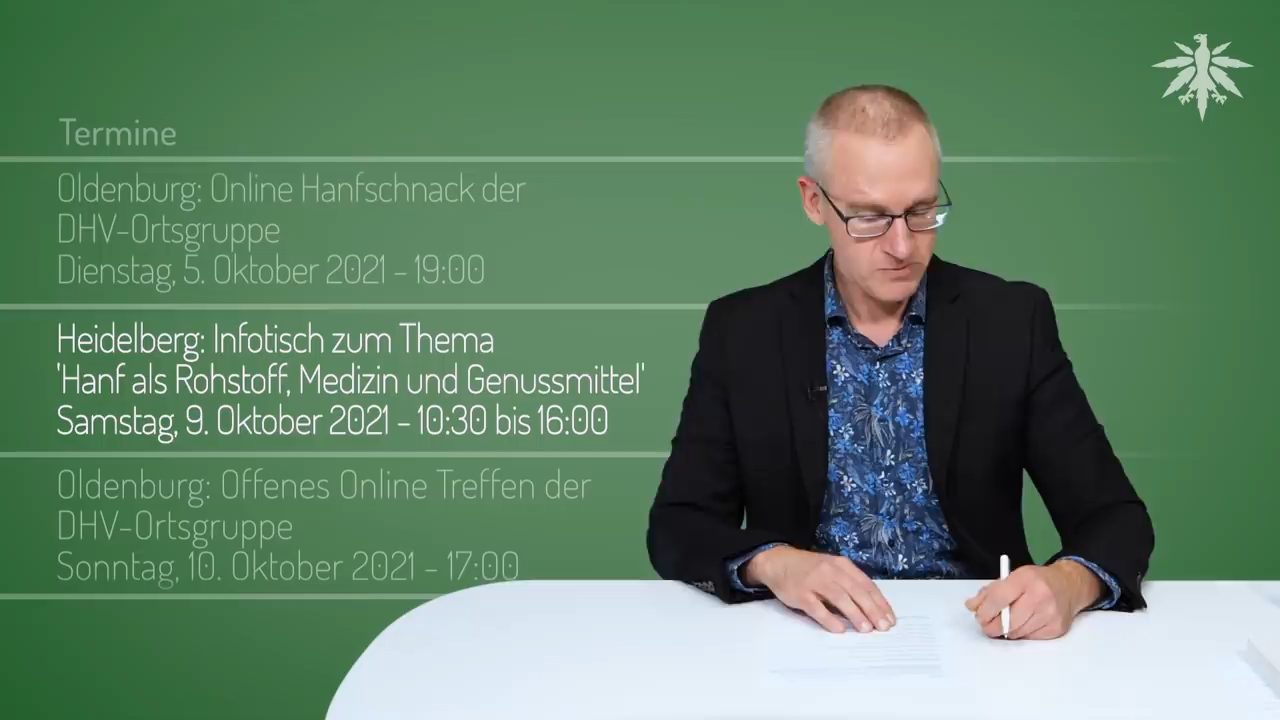 Termine
Oldenburg: Online Hanfschnack der
DHV-Ortsgruppe
Dienstag, 5. Oktober 2021 - 19:00
Heidelberg: Infotisch zum Thema
'Hanf als Rohstoff, Medizin und Genussmittel'
Samstag, 9. Oktober 2021 - 10:30 bis 16:00
Oldenburg: Offenes Online Treffen der
DHV-Ortsgruppe
Sonntag, 10. Oktober 2021 - 17:00